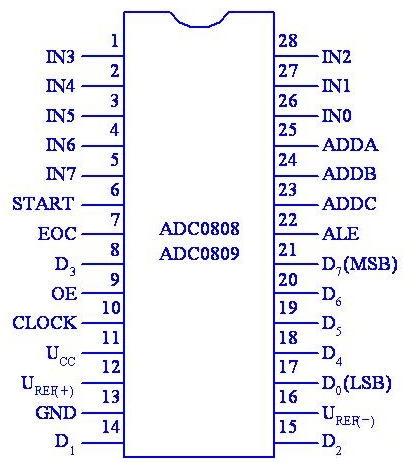 1 28
IN3 IN2
2 27
IN4 IN1
3 26
IN5 IN0
4 25
IN6 ADDA
5 24
IN7 ADDB
6 23
START ADDC
7 22
EOC ALE
ADC0808
8 21
D₃ D₇(MSB)
ADC0809
9 20
OE D₆
10 19
CLOCK D₅
11 18
U_CC D₄
12 17
U_REF(+) D₀(LSB)
13 16
GND U_REF(−)
14 15
D₁ D₂